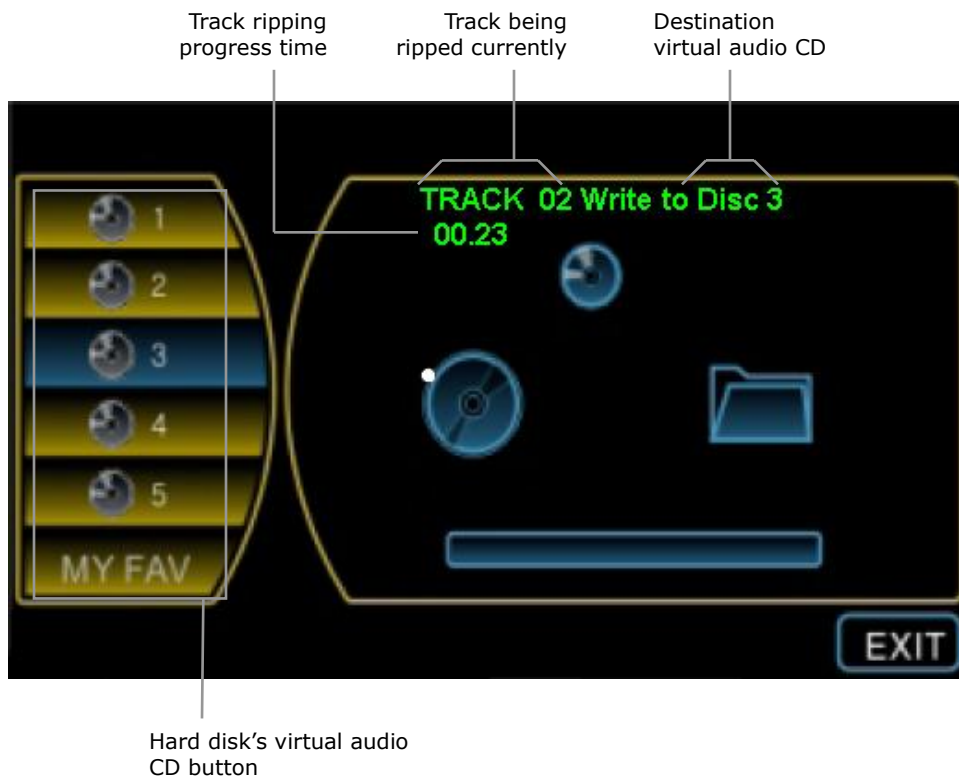 Track ripping
progress time
Track being
ripped currently
Destination
virtual audio CD
TRACK 02 Write to Disc 3
00.23
1
2
3
4
5
MY FAV
EXIT
Hard disk's virtual audio
CD button